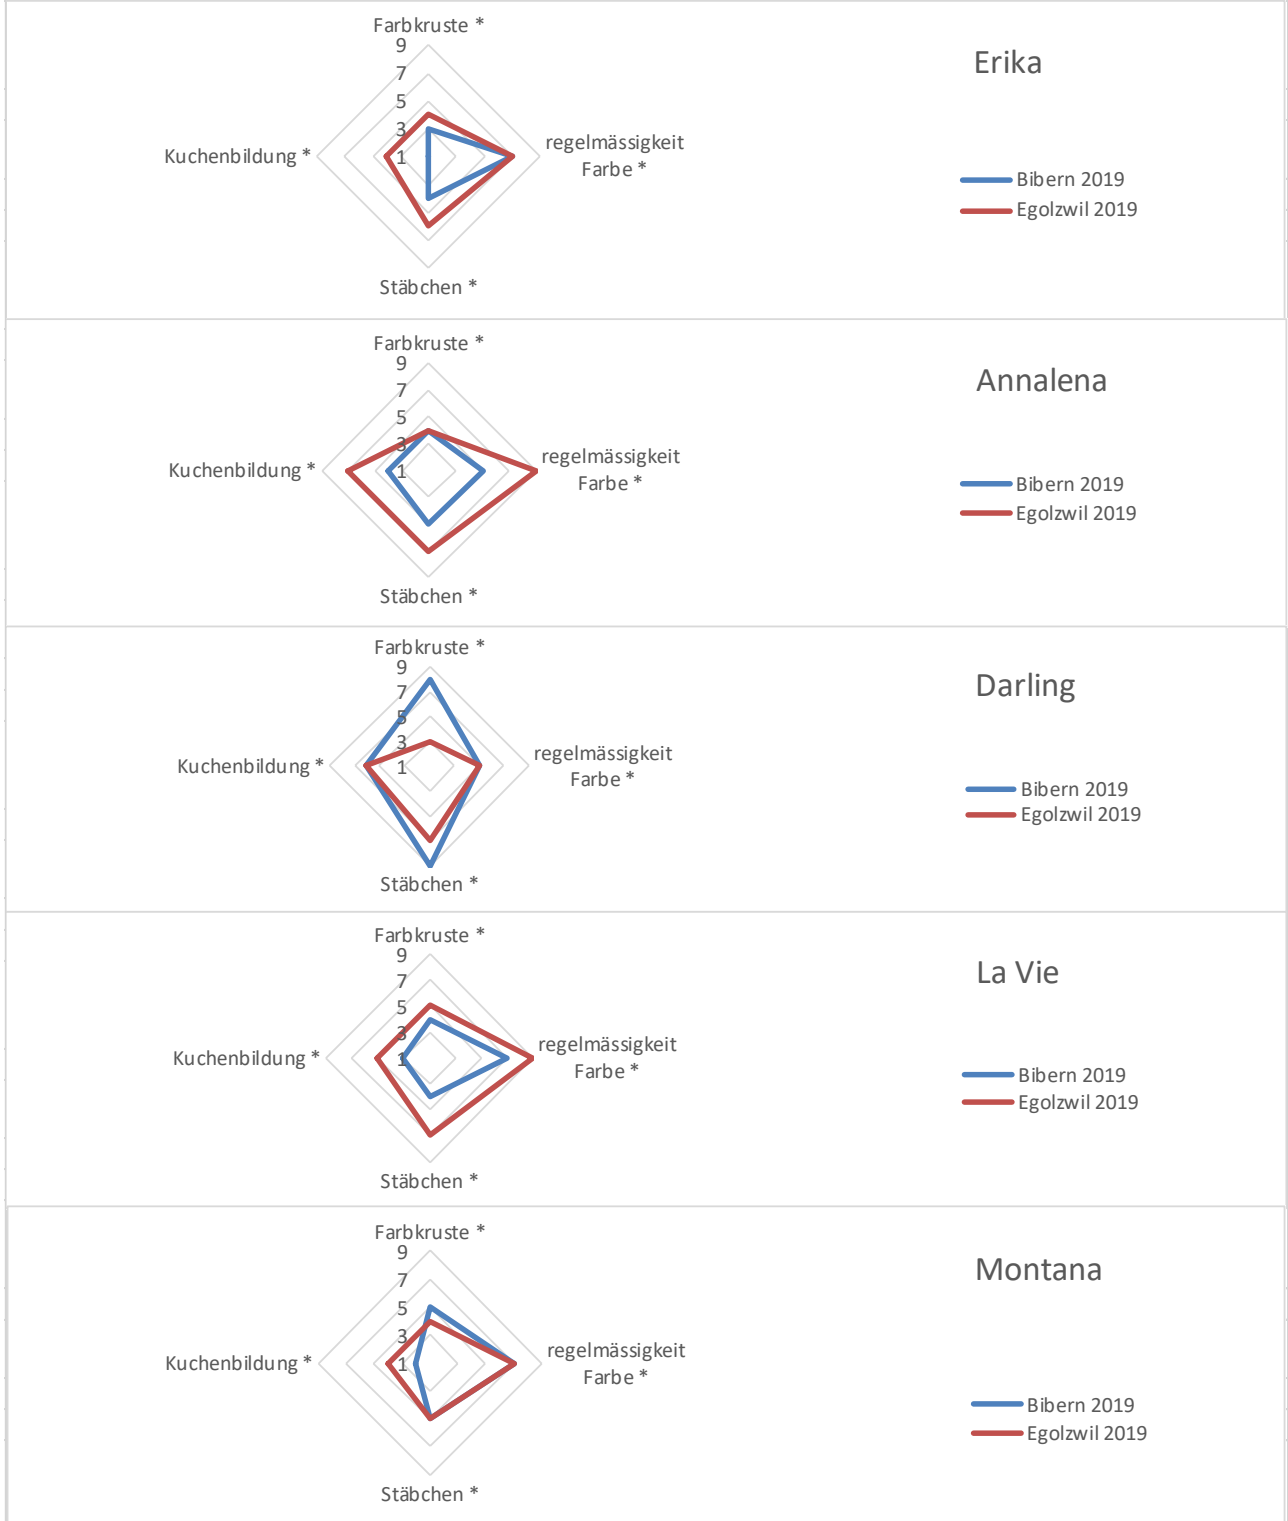 Farbkruste *
9
7
5
3
1
Kuchenbildung *
regelmässigkeit
Farbe *
Stäbchen *
Erika
Bibern 2019
Egolzwil 2019
Farbkruste *
9
7
5
3
1
Kuchenbildung *
regelmässigkeit
Farbe *
Stäbchen *
Annalena
Bibern 2019
Egolzwil 2019
Farbkruste *
9
7
5
3
1
Kuchenbildung *
regelmässigkeit
Farbe *
Stäbchen *
Darling
Bibern 2019
Egolzwil 2019
Farbkruste *
9
7
5
3
1
Kuchenbildung *
regelmässigkeit
Farbe *
Stäbchen *
La Vie
Bibern 2019
Egolzwil 2019
Farbkruste *
9
7
5
3
1
Kuchenbildung *
regelmässigkeit
Farbe *
Stäbchen *
Montana
Bibern 2019
Egolzwil 2019